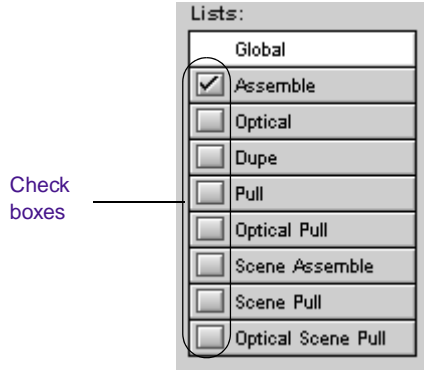 Lists:
Global
Assemble
Optical
Dupe
Pull
Optical Pull
Scene Assemble
Scene Pull
Optical Scene Pull
Check
boxes